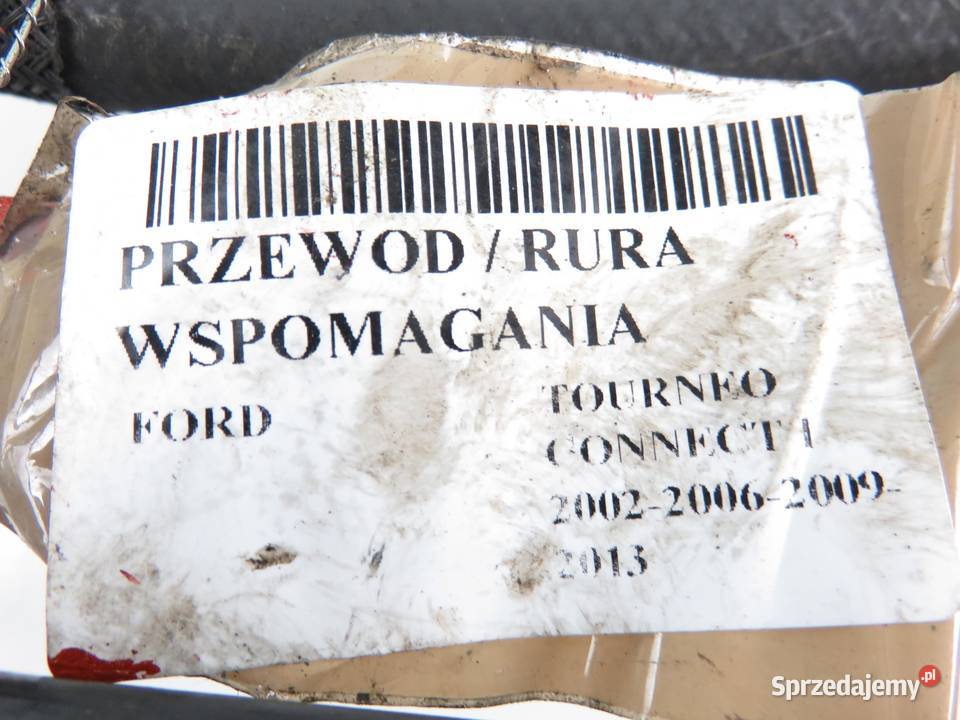 PRZEWOD / RURA
WSPOMAGANIA
FORD
TOURNEO
CONNECT I
2002-2006-2009-
2013
Sprzedajemy.pl